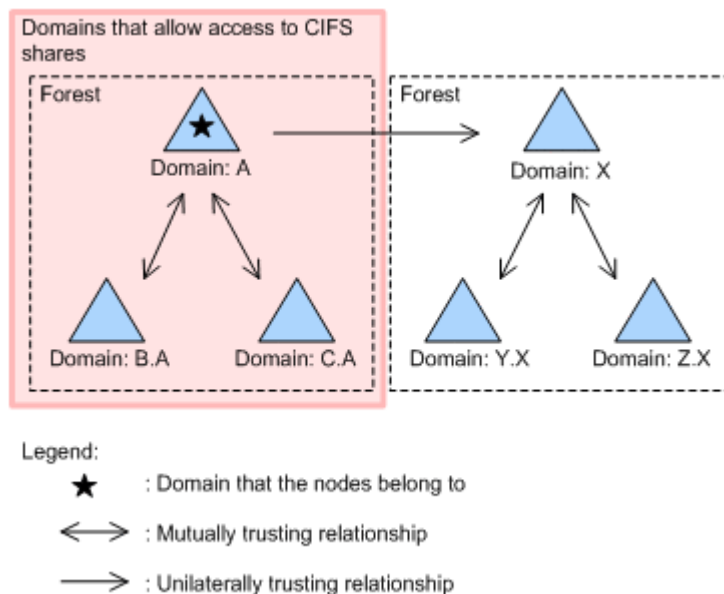 Domains that allow access to CIFS
shares
Forest
Forest
Domain: A
Domain: X
Domain: B.A
Domain: C.A
Domain: Y.X
Domain: Z.X
Legend:
: Domain that the nodes belong to
: Mutually trusting relationship
: Unilaterally trusting relationship